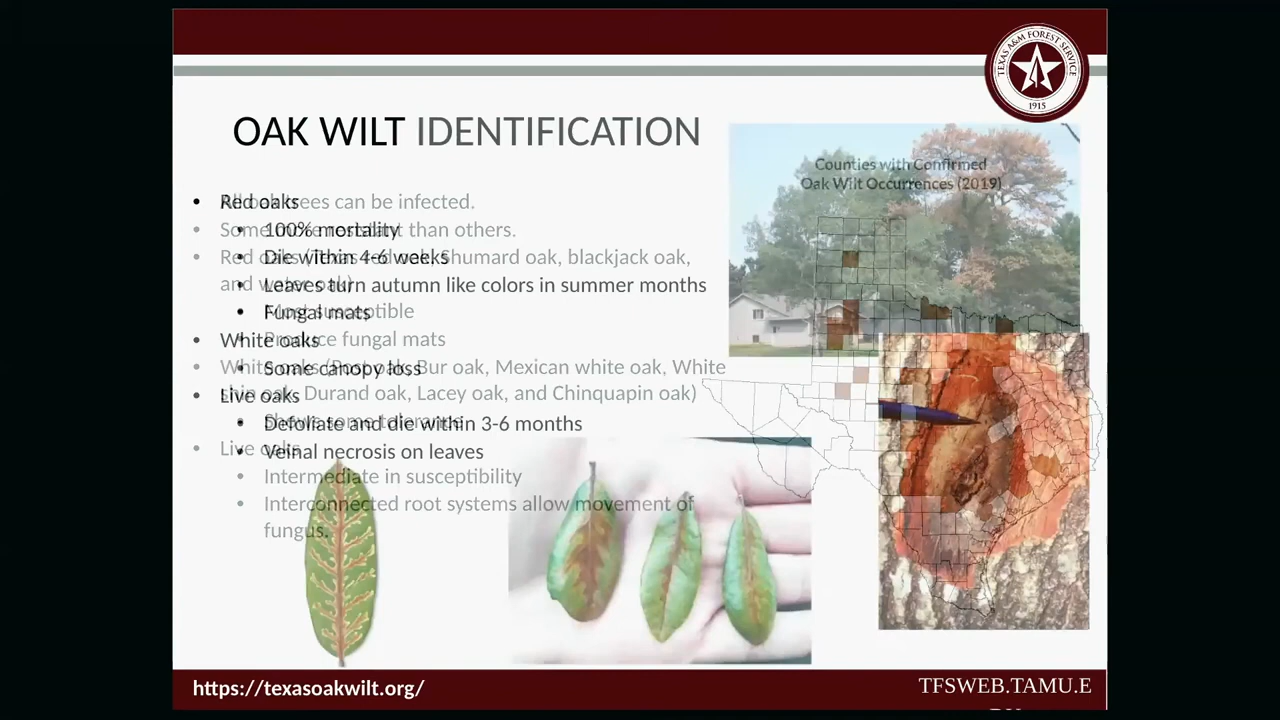 TEXAS A&M FOREST SERVICE
1915
OAK WILT IDENTIFICATION
Counties with Confirmed
Oak Wilt Occurrences (2019)
• Red oaks
• 100% mortality
• Die within 4-6 weeks
• Leaves turn autumn like colors in summer months
• Fungal mats
• White oaks
• Some canopy loss
• Live oaks
• Defoliate and die within 3-6 months
• Veinal necrosis on leaves
• All oak trees can be infected.
• Some more resistant than others.
• Red oaks (Texas red oak, Shumard oak, blackjack oak,
and water oak)
• Most susceptible
• Produce fungal mats
• White oaks (Post oak, Bur oak, Mexican white oak, White
oak, Durand oak, Lacey oak, and Chinquapin oak)
• Shows some tolerance
• Live oaks
• Intermediate in susceptibility
• Interconnected root systems allow movement of
fungus.
https://texasoakwilt.org/
TFSWEB.TAMU.E